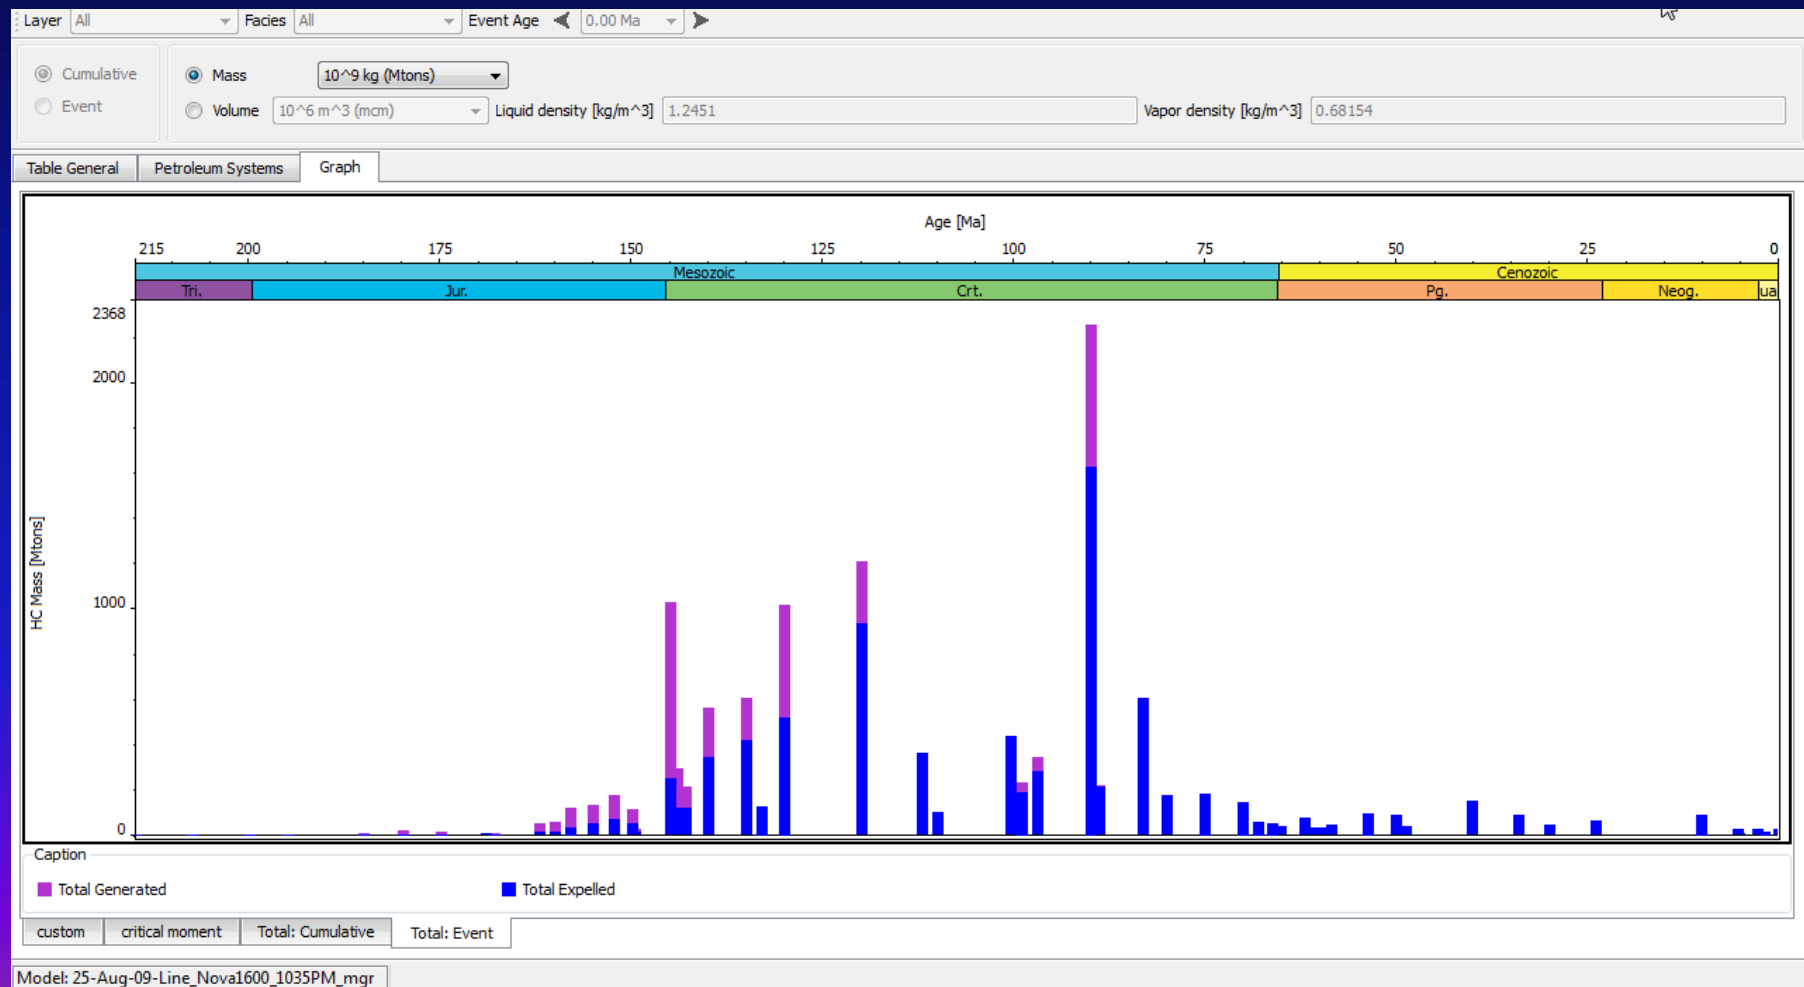 Layer All Facies All Event Age 0.00 Ma
Cumulative Mass 10^9 kg (Mtons)
Event Volume 10^6 m^3 (mcm) Liquid density [kg/m^3] 1.2451 Vapor density [kg/m^3] 0.68154
Table General Petroleum Systems Graph
Age [Ma]
215 200 175 150 125 100 75 50 25 0
Mesozoic Cenozoic
Tri. Jur. Crt. Pg. Neog. ua
2368
2000
1000
0
HC Mass [Mtons]
Caption
Total Generated Total Expelled
custom critical moment Total: Cumulative Total: Event
Model: 25-Aug-09-Line_Nova1600_1035PM_mgr